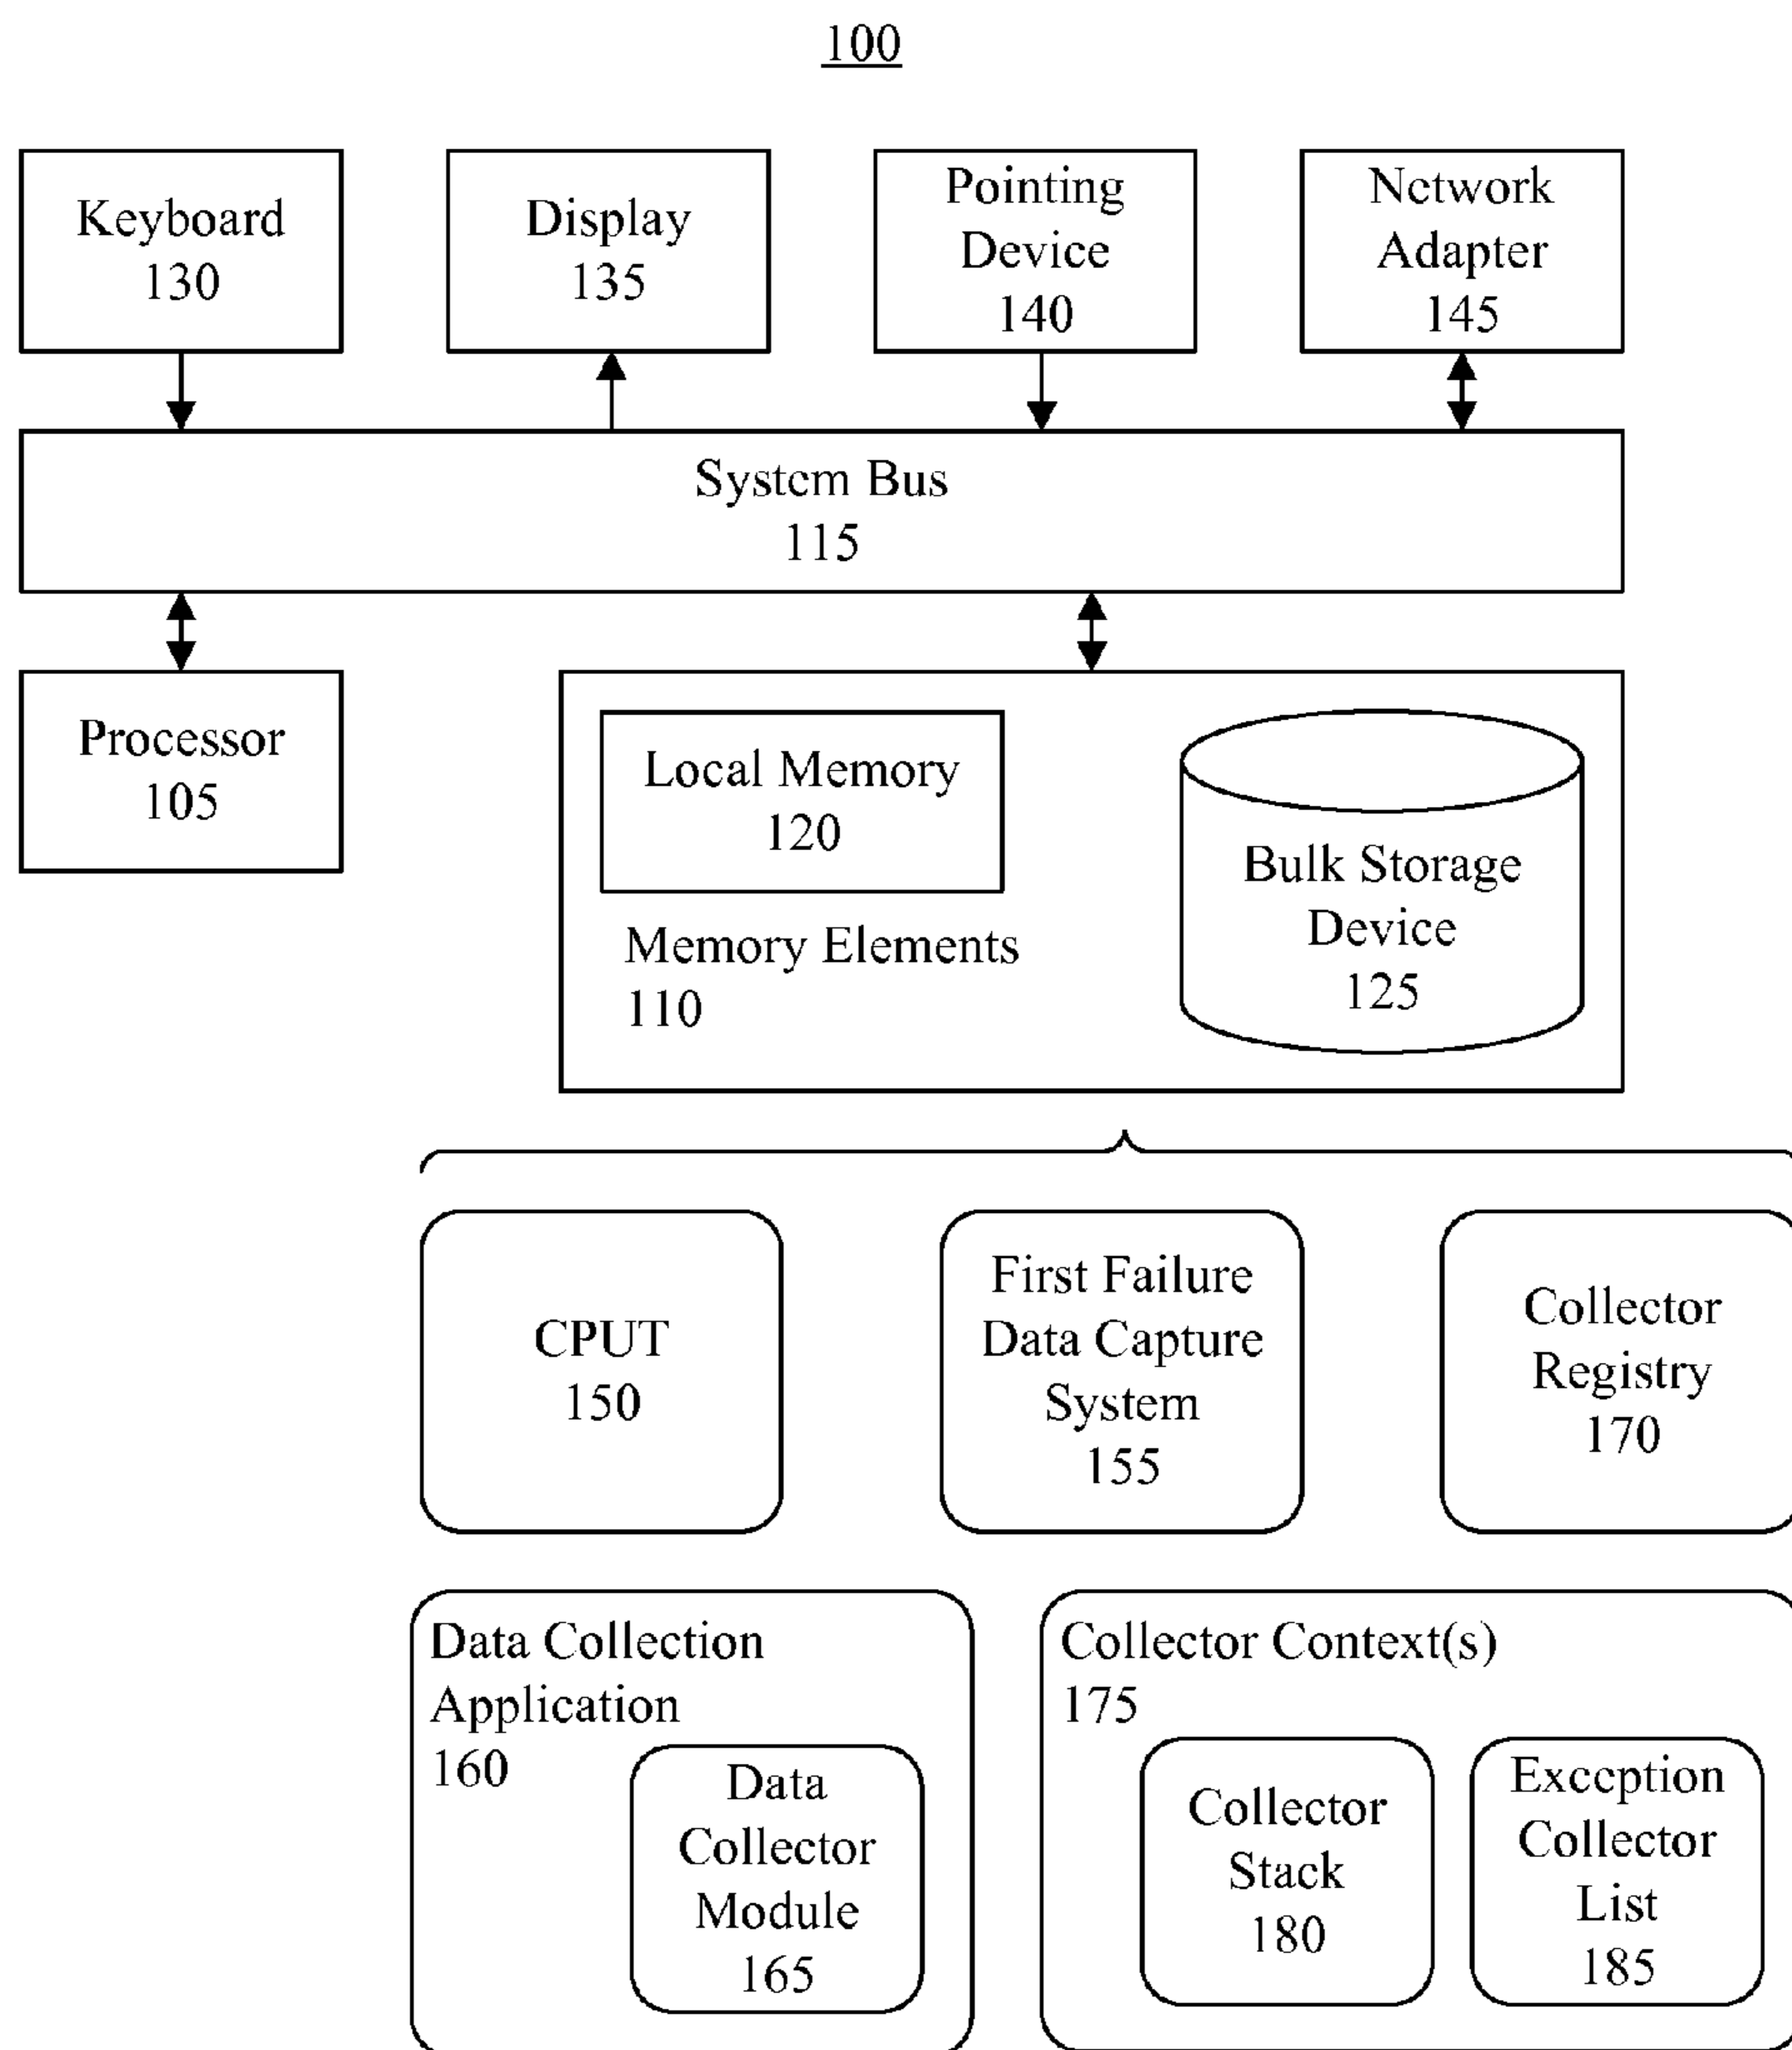 100
Keyboard
130
Display
135
Pointing
Device
140
Network
Adapter
145
System Bus
115
Processor
105
Local Memory
120
Memory Elements
110
Bulk Storage
Device
125
CPUT
150
First Failure
Data Capture
System
155
Collector
Registry
170
Data Collection
Application
160
Data
Collector
Module
165
Collector Context(s)
175
Collector
Stack
180
Exception
Collector
List
185